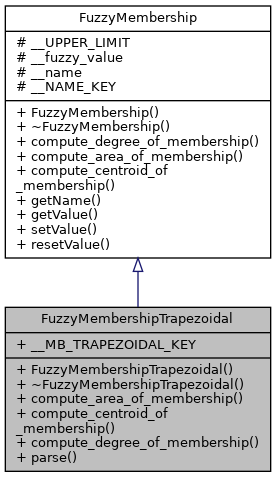 FuzzyMembership
# __UPPER_LIMIT
# __fuzzy_value
# __name
# __NAME_KEY
+ FuzzyMembership()
+ ~FuzzyMembership()
+ compute_degree_of_membership()
+ compute_area_of_membership()
+ compute_centroid_of
_membership()
+ getName()
+ getValue()
+ setValue()
+ resetValue()
FuzzyMembershipTrapezoidal
+ __MB_TRAPEZOIDAL_KEY
+ FuzzyMembershipTrapezoidal()
+ ~FuzzyMembershipTrapezoidal()
+ compute_area_of_membership()
+ compute_centroid_of
_membership()
+ compute_degree_of_membership()
+ parse()